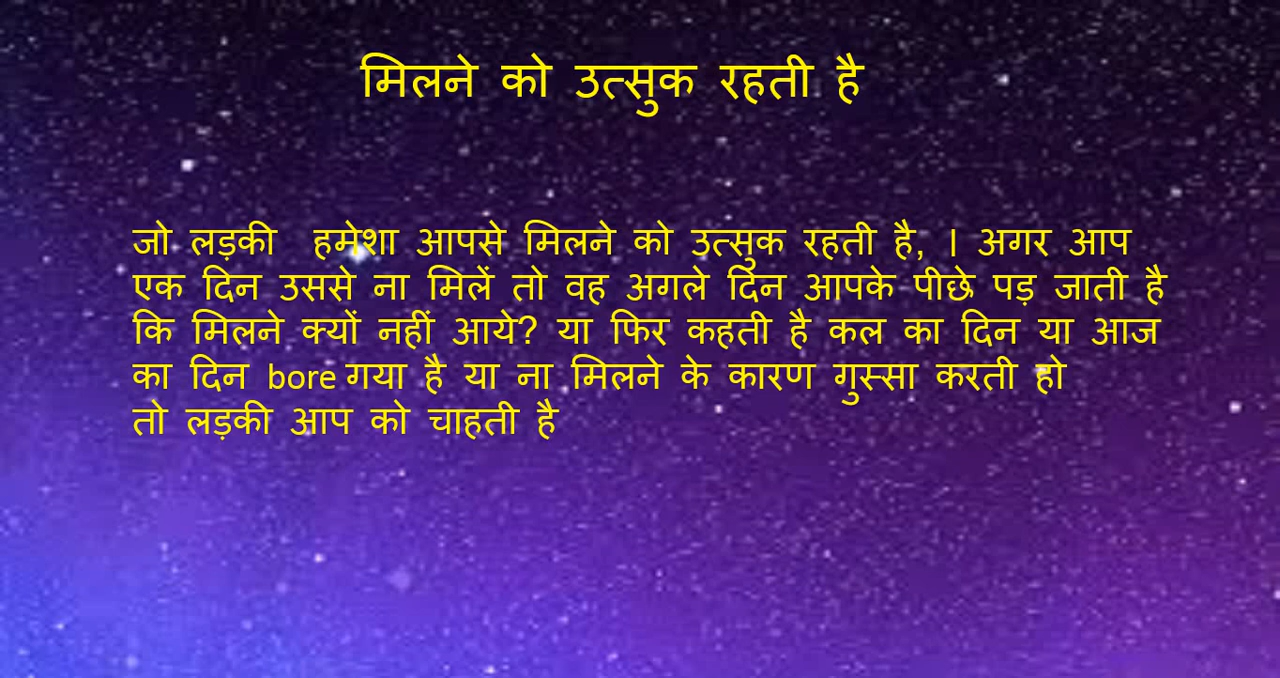 मिलने को उत्सुक रहती है
जो लड़की हमेशा आपसे मिलने को उत्सुक रहती है, । अगर आप
एक दिन उससे ना मिलें तो वह अगले दिन आपके पीछे पड़ जाती है
कि मिलने क्यों नहीं आये? या फिर कहती है कल का दिन या आज
का दिन bore गया है या ना मिलने के कारण गुस्सा करती हो
तो लड़की आप को चाहती है